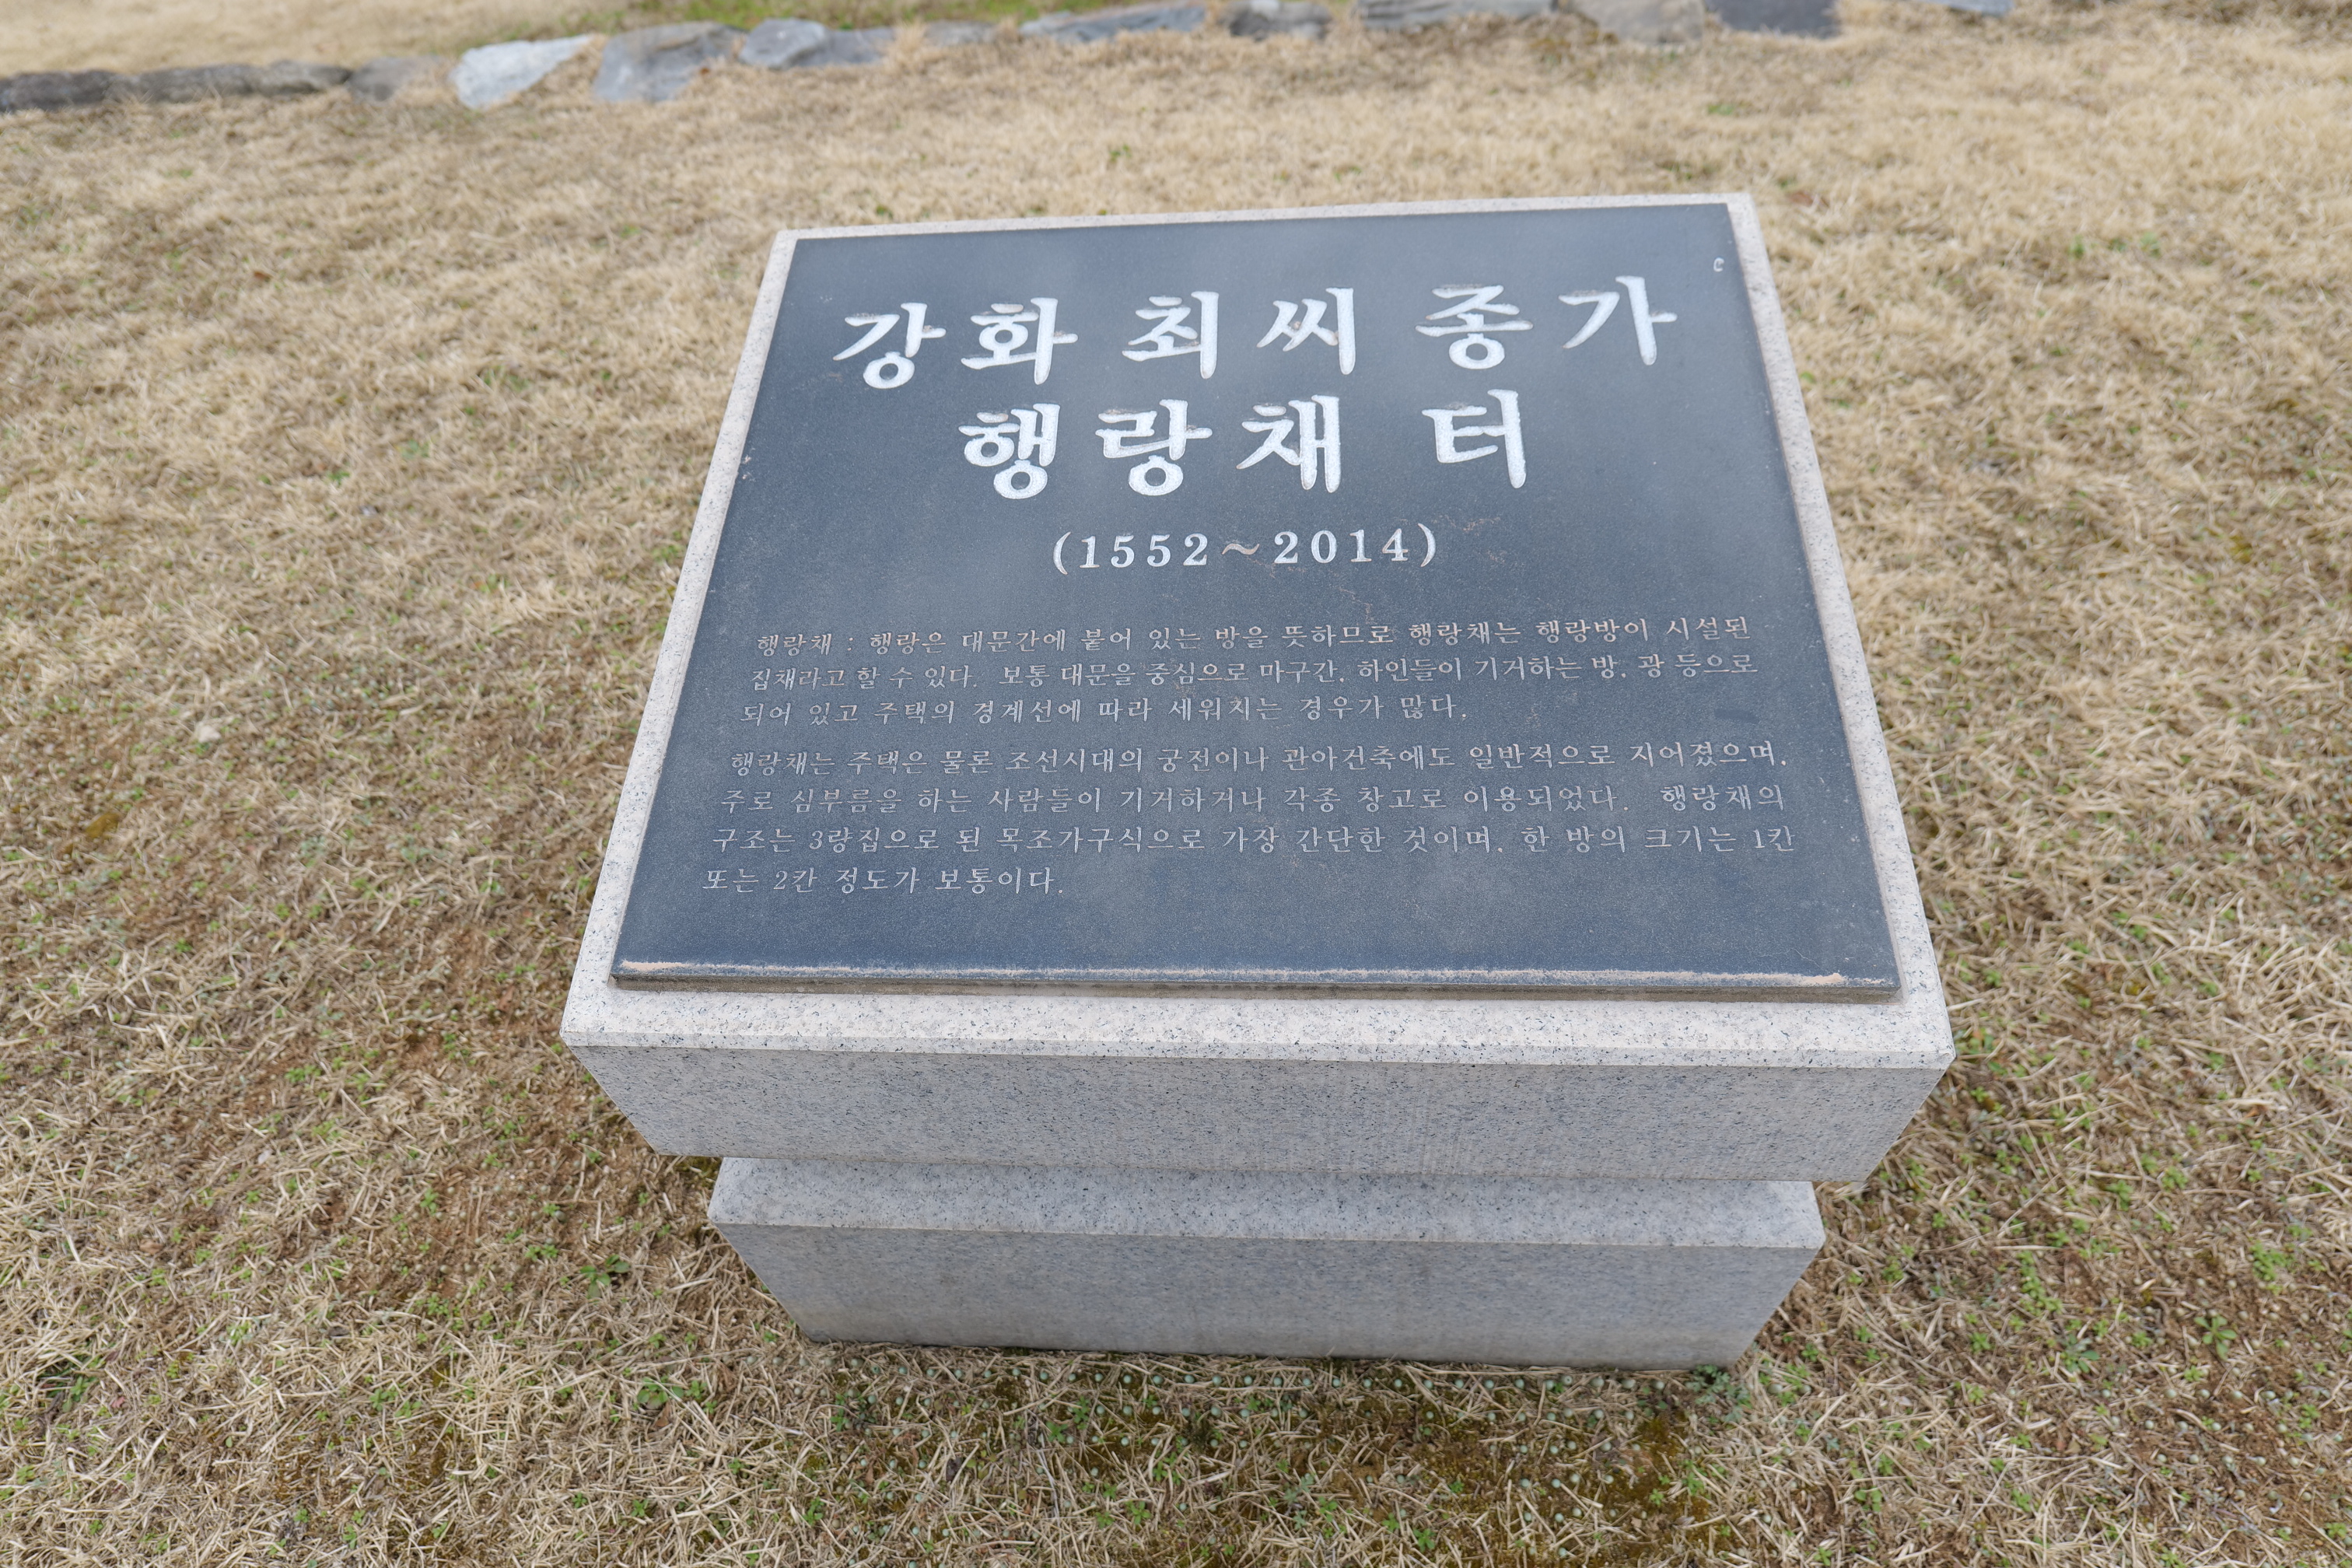 강화 최씨 종가
행랑채 터
(1552~2014)
행랑채 : 행랑은 대문간에 붙어 있는 방을 뜻하므로 행랑채는 행랑방이 시설된
집채라고 할 수 있다. 보통 대문을 중심으로 마구간, 하인들이 기거하는 방, 광 등으로
되어 있고 주택의 경계선에 따라 세워치는 경우가 많다.
행랑채는 주택은 물론 조선시대의 궁전이나 관아건축에도 일반적으로 지어졌으며,
주로 심부름을 하는 사람들이 기거하거나 각종 창고로 이용되었다. 행랑채의
구조는 3량집으로 된 목조가구식으로 가장 간단한 것이며, 한 방의 크기는 1칸
또는 2칸 정도가 보통이다.